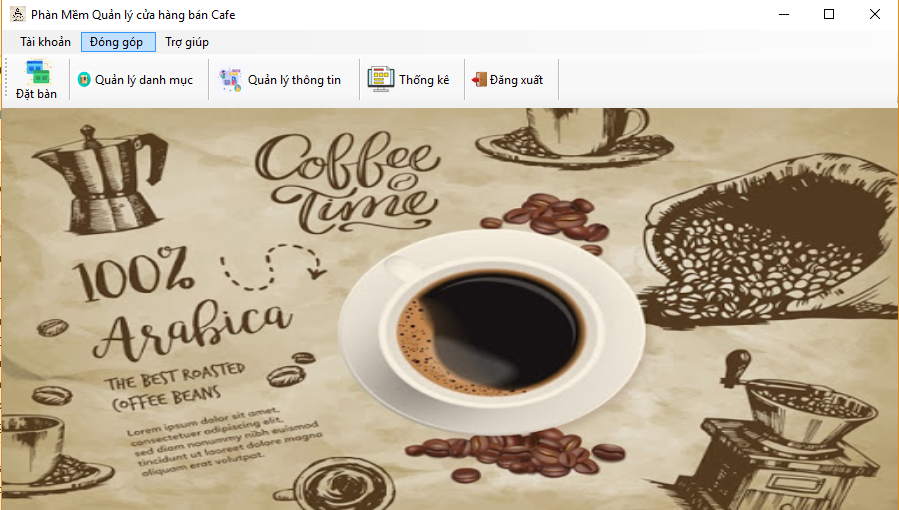 Phần Mềm Quản lý cửa hàng bán Cafe
Tài khoản Đóng góp Trợ giúp
Đặt bàn Quản lý danh mục Quản lý thông tin Thống kê Đăng xuất
Coffee
Time
100%
Arabica
THE BEST ROASTED
COFFEE BEANS
Lorem ipsum dolor sit amet,
consectetuer adipiscing elit,
sed diam nonummy nibh euismod
tincidunt ut laoreet dolore magna
aliquam erat volutpat.